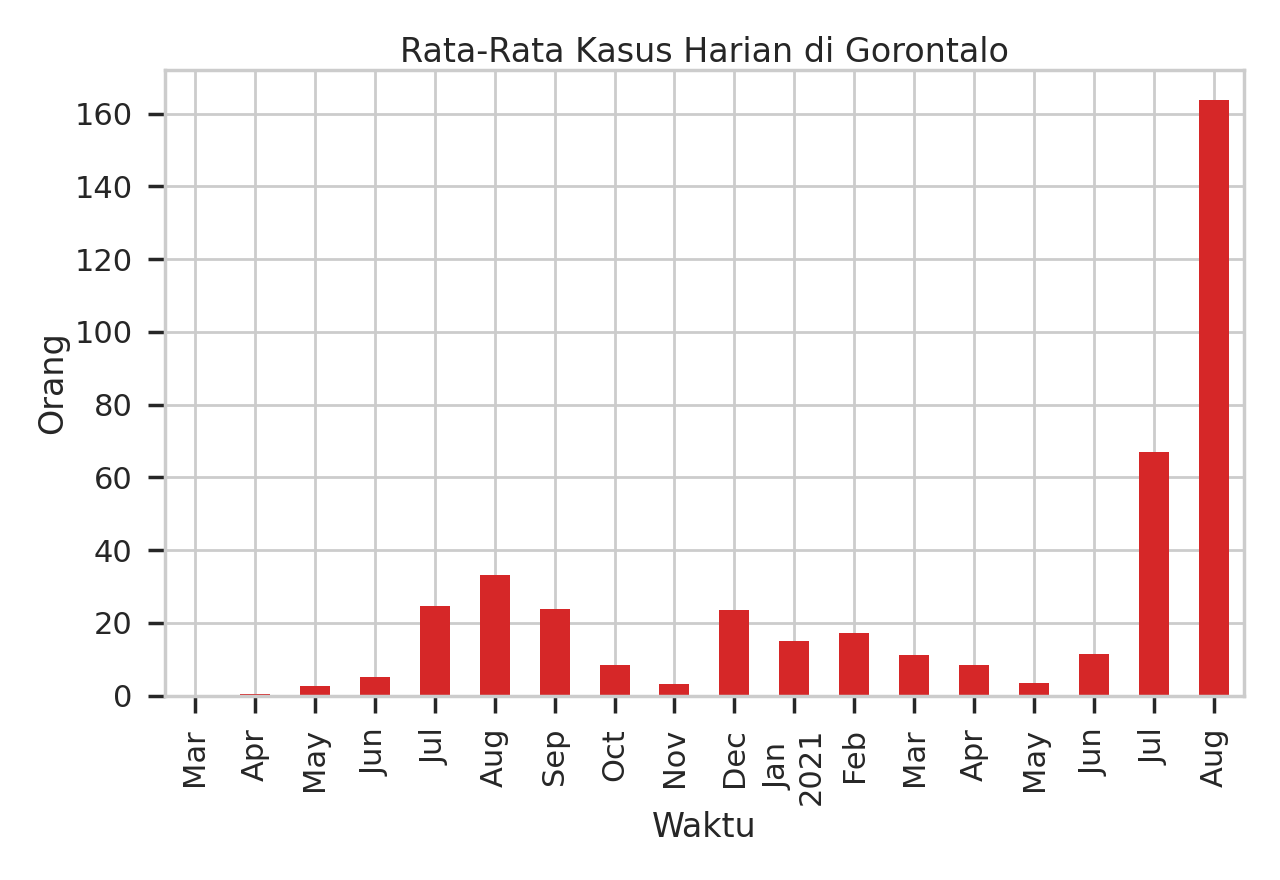 Rata-Rata Kasus Harian di Gorontalo
Orang
160
140
120
100
80
60
40
20
0
Mar
Apr
May
Jun
Jul
Aug
Sep
Oct
Nov
Dec
Jan
2021
Feb
Mar
Apr
May
Jun
Jul
Aug
Waktu